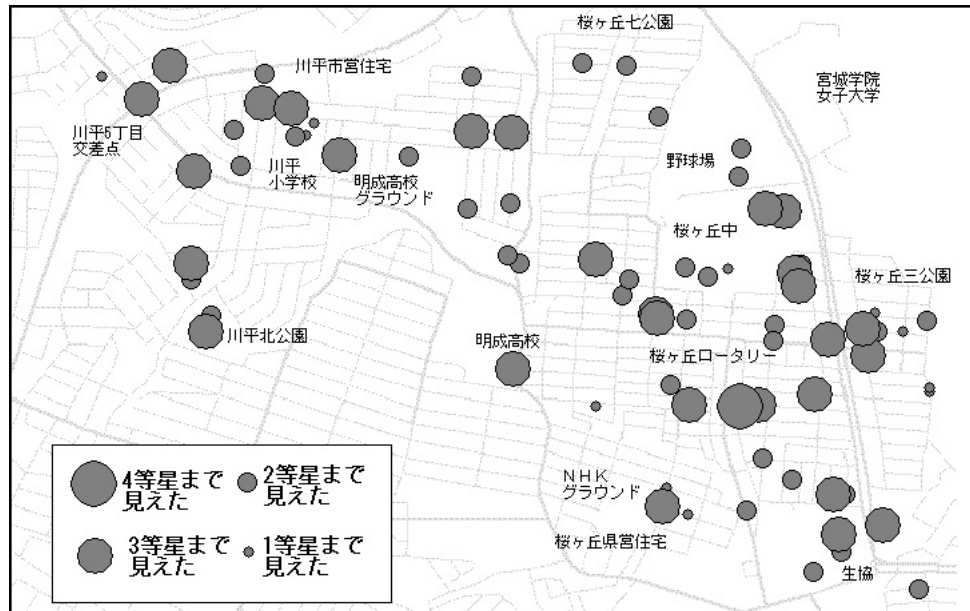 桜ヶ丘七公園
川平市営住宅
宮城学院
女子大学
川平5丁目
交差点
川平
小学校
明成高校
グラウンド
野球場
桜ヶ丘中
桜ヶ丘三公園
川平北公園
明成高校
桜ヶ丘ロータリー
NHK
グラウンド
桜ヶ丘県営住宅
生協
4等星まで
見えた
2等星まで
見えた
3等星まで
見えた
1等星まで
見えた